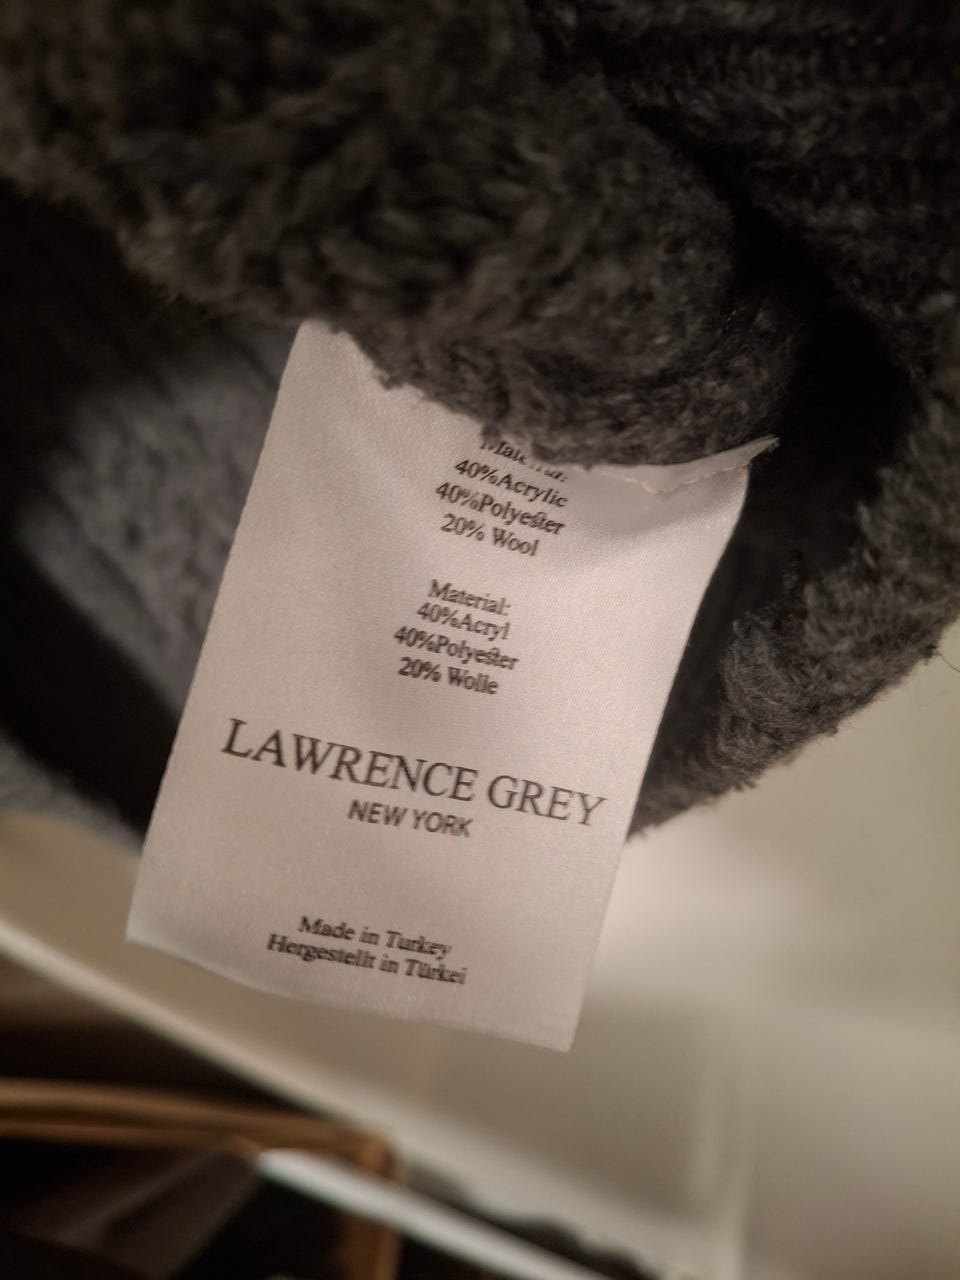 Material:
40%Acrylic
40%Polyester
20% Wool
Material:
40%Acryl
40%Polyester
20% Wolle
LAWRENCE GREY
NEW YORK
Made in Turkey
Hergestellt in Türkei